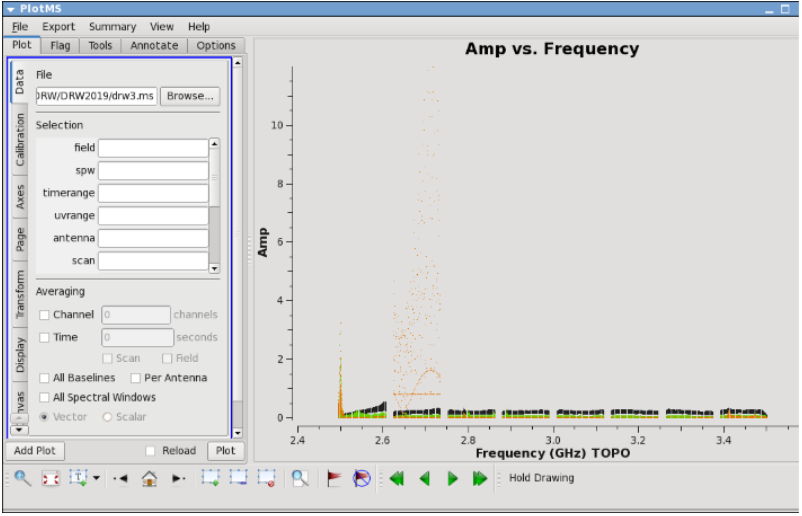 PlotMS
File Export Summary View Help
Plot Flag Tools Annotate Options
Data
Calibration
Axes
Page
Transform
Display
nvas
File
DRW/DRW2019/drw3.ms Browse...
Selection
field
spw
timerange
uvrange
antenna
scan
Averaging
Channel 0 channels
Time 0 seconds
Scan Field
All Baselines Per Antenna
All Spectral Windows
Vector Scalar
Add Plot Reload Plot
Amp vs. Frequency
10
8
6
4
2
0
Amp
2.4 2.6 2.8 3.0 3.2 3.4
Frequency (GHz) TOPO
T
Hold Drawing